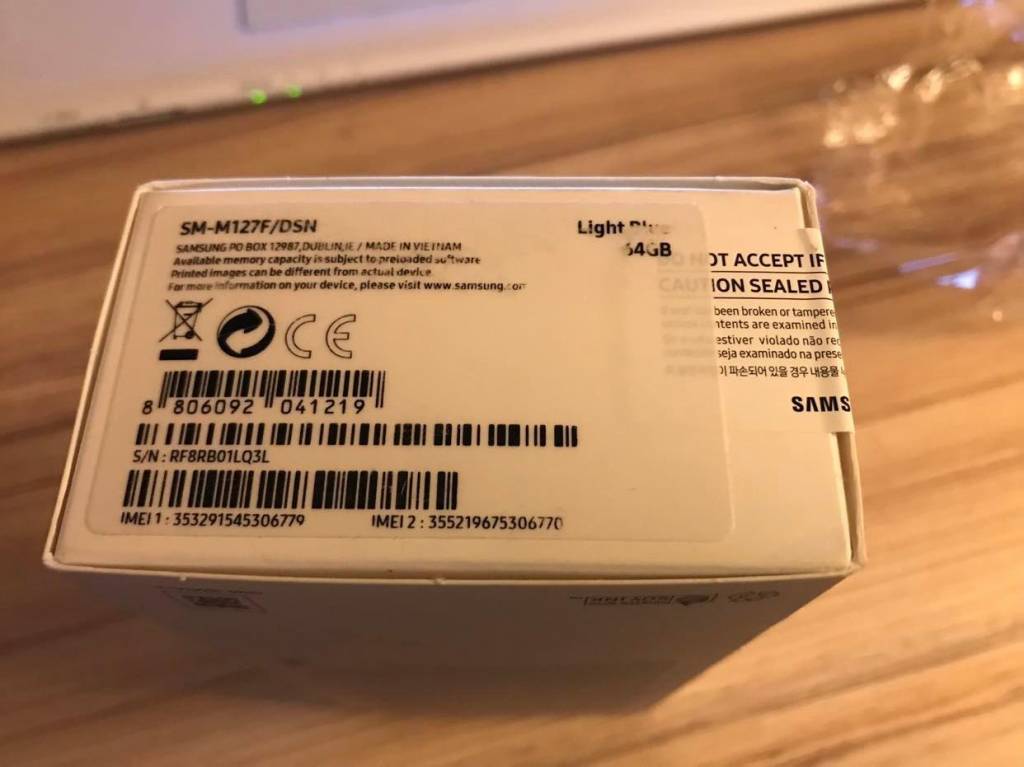 SM-M127F/DSN
Light Blue
64GB
SAMSUNG PO BOX 12987,DUBLIN,IE / MADE IN VIETNAM
Available memory capacity is subject to preloaded software
Printed images can be different from actual device.
For more information on your device, please visit www.samsung.com
CE
8 806092 041219
S/N : RF8RB01LQ3L
IMEI 1 : 353291545306779
IMEI 2 : 355219675306770
DO NOT ACCEPT IF
CAUTION SEALED
been broken or tampere
ntents are examined in
estiver violado não re
seja examinado na prese
이 파손되어 있을 경우 내용물
SAMS